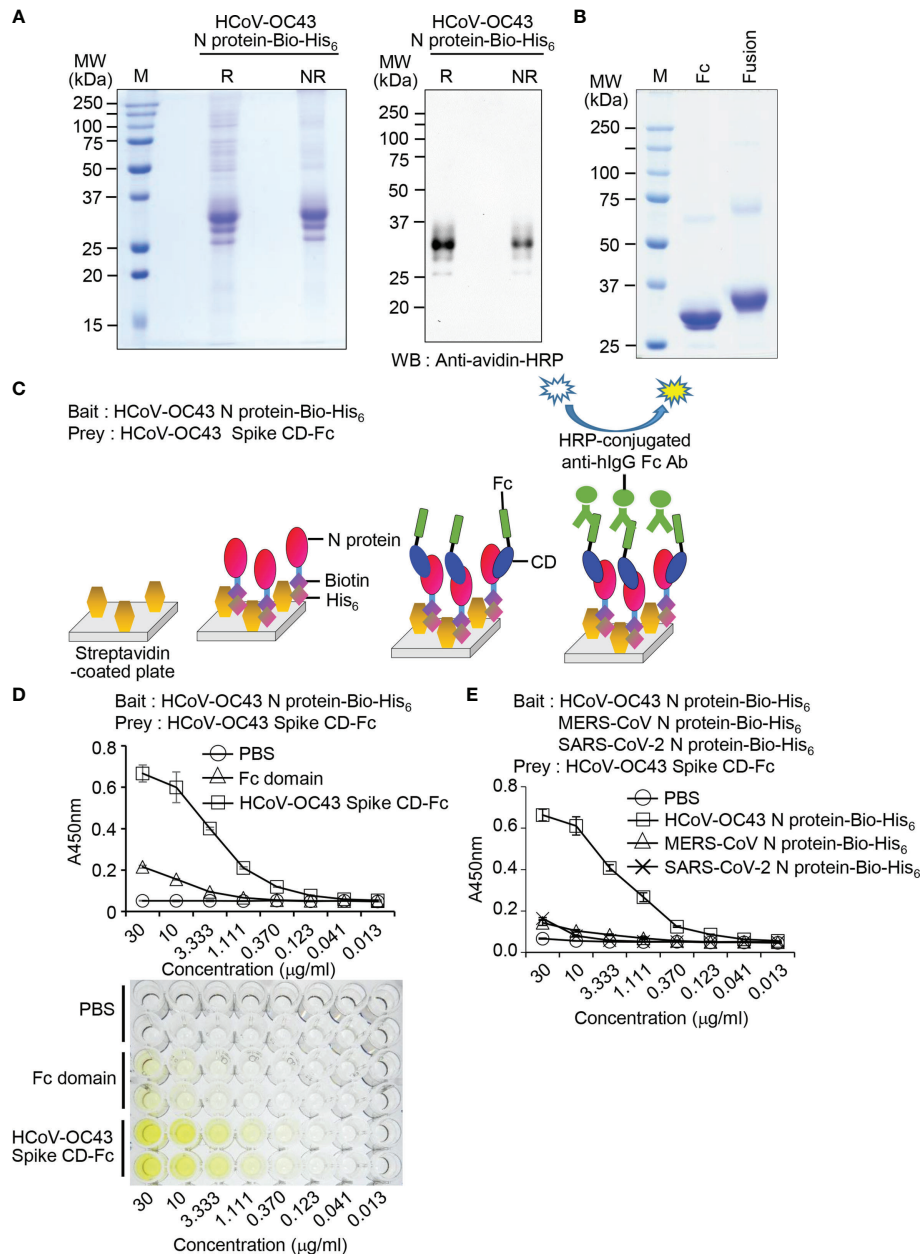 A
HCoV-OC43
N protein-Bio-His6
MW
(kDa)
M
R
NR
250
100
75
50
37
25
20
15
HCoV-OC43
N protein-Bio-His6
MW
(kDa)
R
NR
250
100
75
50
37
25
20
WB : Anti-avidin-HRP
B
MW
(kDa)
M
Fc
Fusion
250
100
75
50
37
25
C
Bait : HCoV-OC43 N protein-Bio-His6
Prey : HCoV-OC43 Spike CD-Fc
Streptavidin
-coated plate
N protein
Biotin
His6
Fc
CD
HRP-conjugated
anti-hIgG Fc Ab
D
Bait : HCoV-OC43 N protein-Bio-His6
Prey : HCoV-OC43 Spike CD-Fc
PBS
Fc domain
HCoV-OC43 Spike CD-Fc
A450nm
0.8
0.6
0.4
0.2
0
30
10
3.333
1.111
0.370
0.123
0.041
0.013
Concentration (μg/ml)
PBS
Fc domain
HCoV-OC43
Spike CD-Fc
30
10
3.333
1.111
0.370
0.123
0.041
0.013
Concentration (μg/ml)
E
Bait : HCoV-OC43 N protein-Bio-His6
MERS-CoV N protein-Bio-His6
SARS-CoV-2 N protein-Bio-His6
Prey : HCoV-OC43 Spike CD-Fc
PBS
HCoV-OC43 N protein-Bio-His6
MERS-CoV N protein-Bio-His6
SARS-CoV-2 N protein-Bio-His6
A450nm
0.8
0.6
0.4
0.2
0.0
30
10
3.333
1.111
0.370
0.123
0.041
0.013
Concentration (μg/ml)